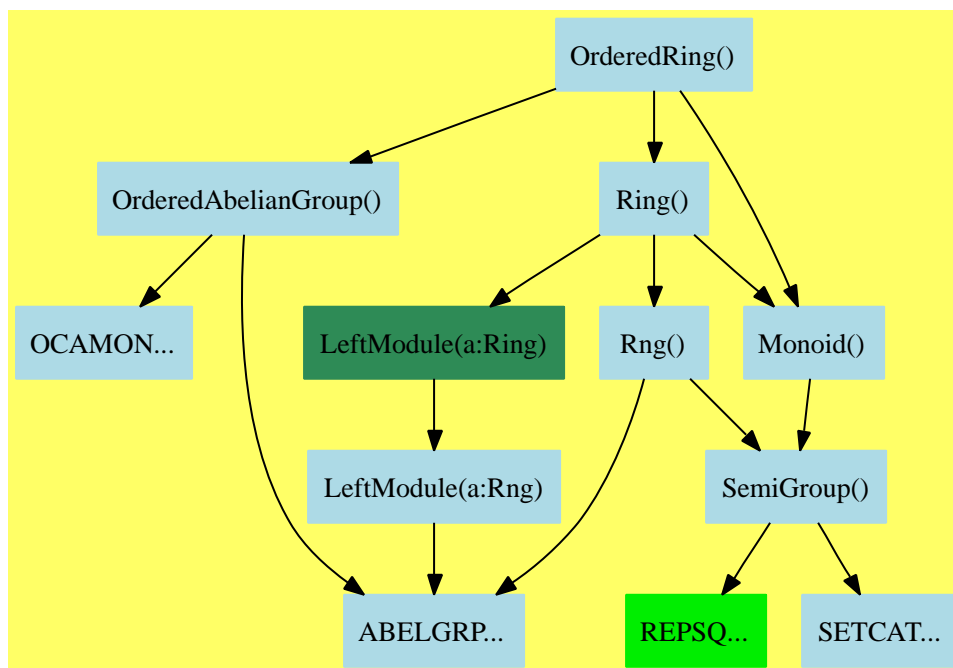 OrderedRing()
OrderedAbelianGroup()
Ring()
OCAMON...
LeftModule(a:Ring)
Rng()
Monoid()
LeftModule(a:Rng)
SemiGroup()
ABELGRP...
REPSQ...
SETCAT...